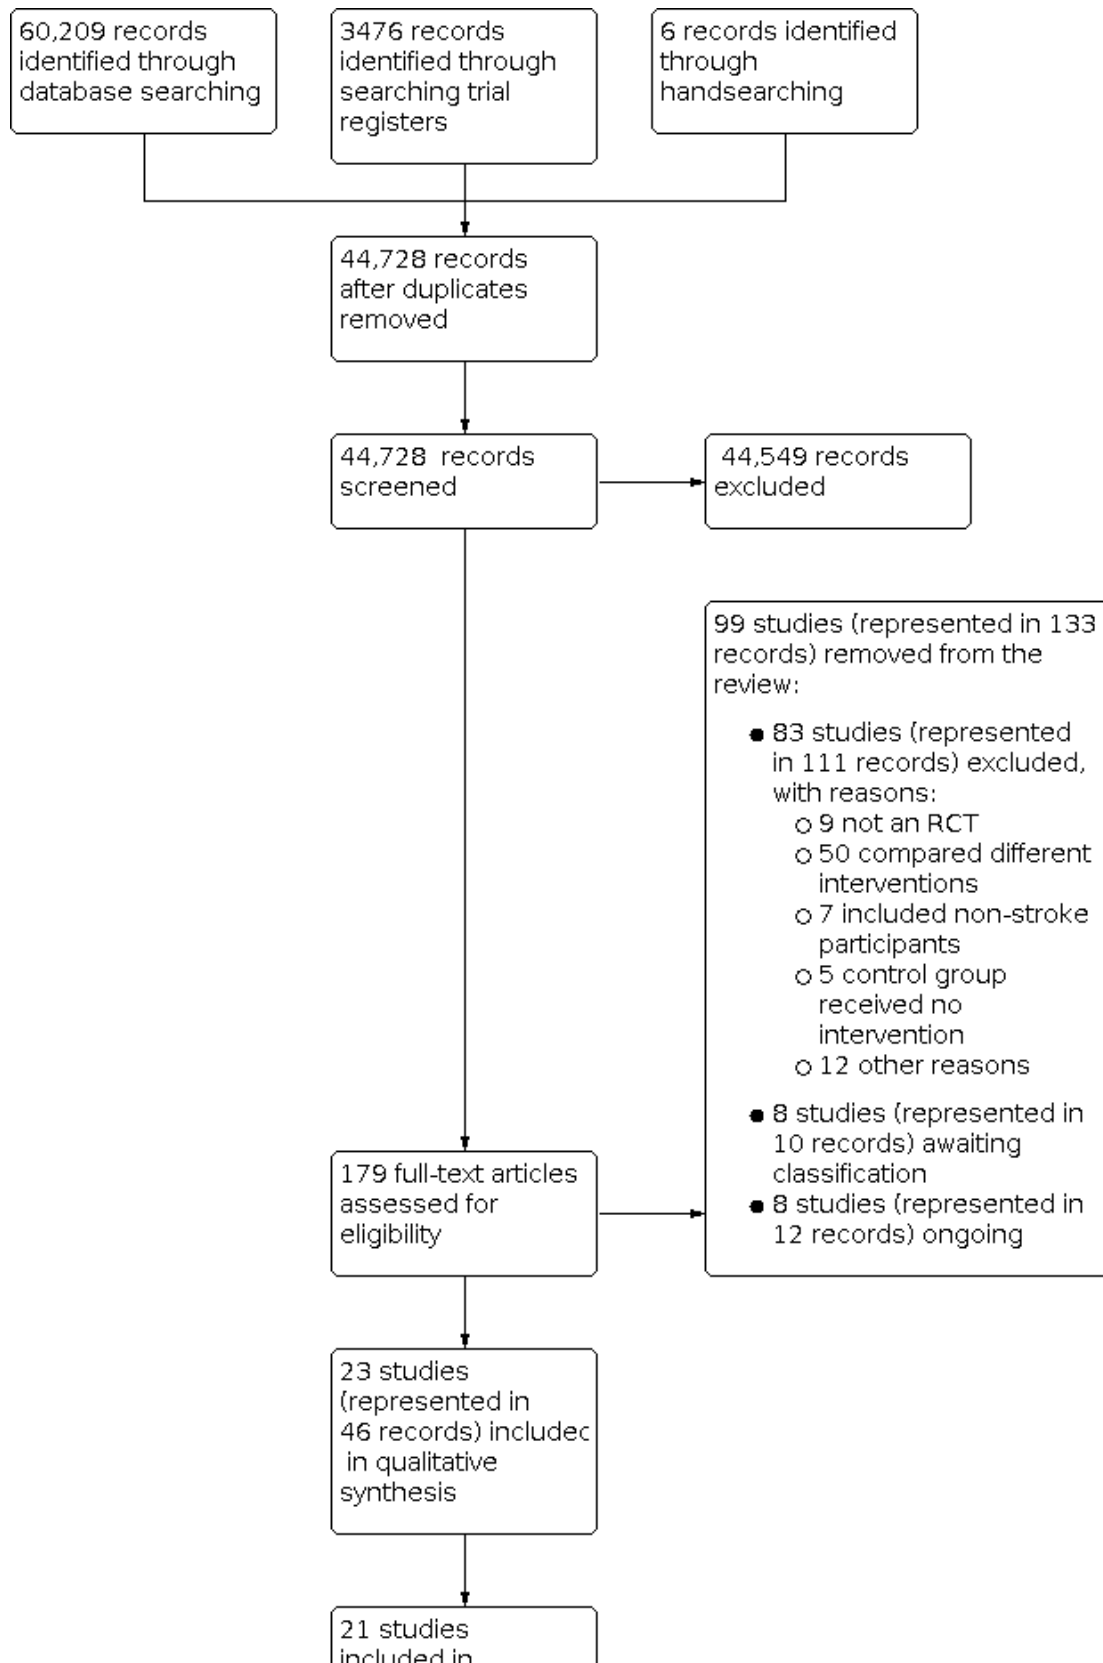 60,209 records
identified through
database searching
3476 records
identified through
searching trial
registers
6 records identified
through
handsearching
44,728 records
after duplicates
removed
44,728 records
screened
44,549 records
excluded
99 studies (represented in 133
records) removed from the
review:
● 83 studies (represented
in 111 records) excluded,
with reasons:
○ 9 not an RCT
○ 50 compared different
interventions
○ 7 included non-stroke
participants
○ 5 control group
received no
intervention
○ 12 other reasons
● 8 studies (represented in
10 records) awaiting
classification
● 8 studies (represented in
12 records) ongoing
179 full-text articles
assessed for
eligibility
23 studies
(represented in
46 records) included
in qualitative
synthesis
21 studies
included in